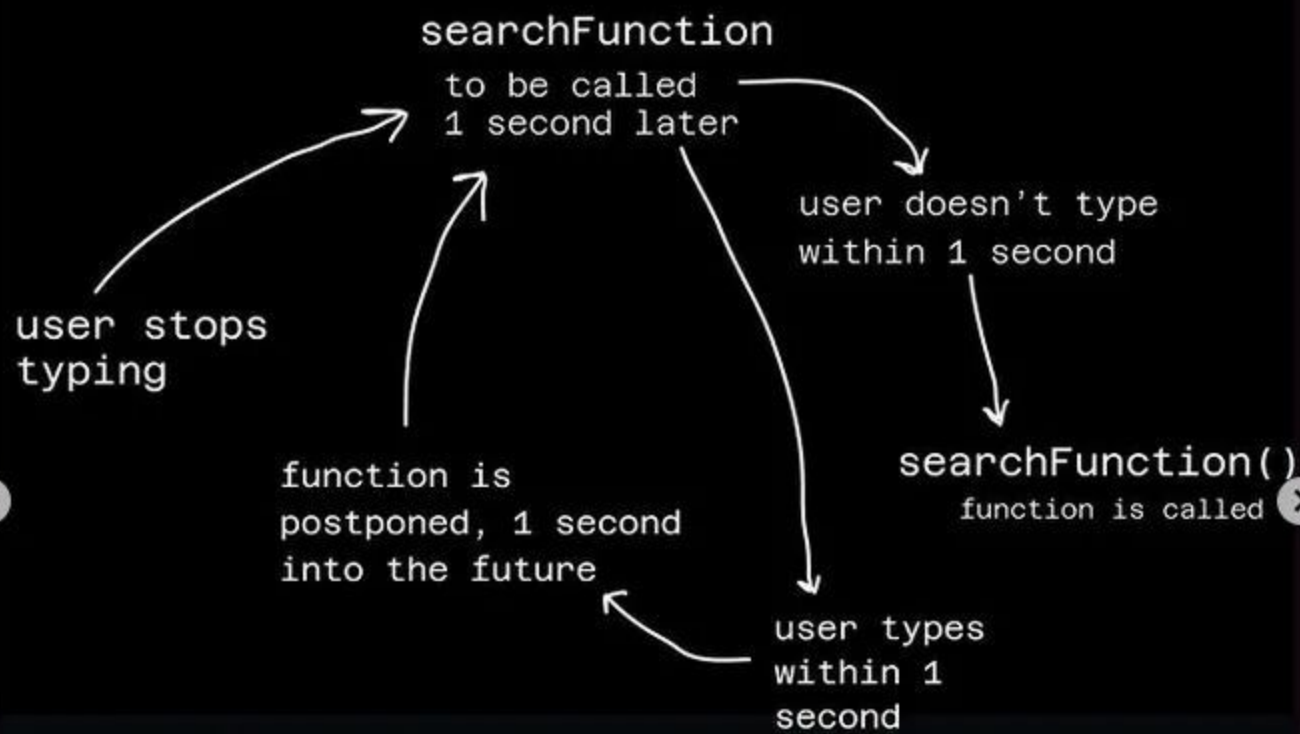 searchFunction
to be called
1 second later
user doesn't type
within 1 second
user stops
typing
searchFunction()
function is called
function is
postponed, 1 second
into the future
user types
within 1
second